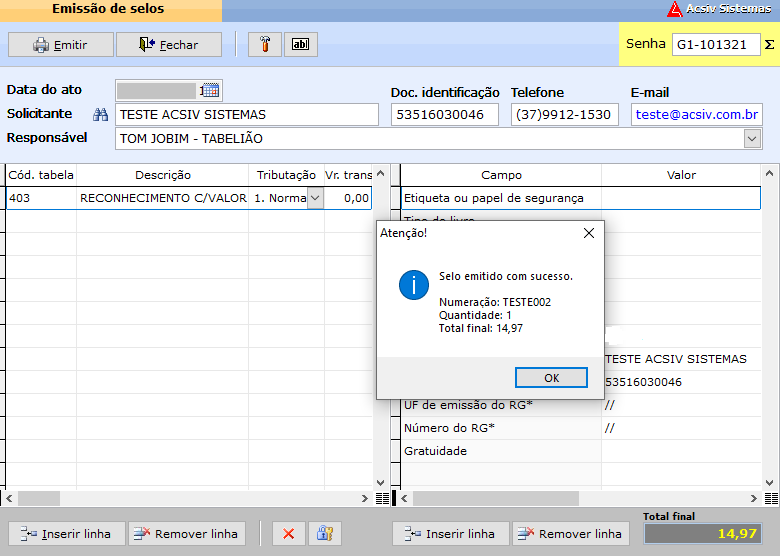 Emissão de selos
Acsiv Sistemas
Emitir
Fechar
ab
Senha G1-101321 Σ
Data do ato
Solicitante TESTE ACSIV SISTEMAS
Doc. identificação
53516030046
Telefone
(37)9912-1530
E-mail
teste@acsiv.com.br
Responsável TOM JOBIM - TABELIÃO
Cód. tabela Descrição Tributação Vr. trans
403 RECONHECIMENTO C/VALOR 1. Norma 0,00
Campo Valor
Etiqueta ou papel de segurança
Atenção!
Selo emitido com sucesso.
Numeração: TESTE002
Quantidade: 1
Total final: 14,97
OK
TESTE ACSIV SISTEMAS
53516030046
UF de emissão do RG* //
Número do RG* //
Gratuidade
Inserir linha
Remover linha
Inserir linha
Remover linha
Total final
14,97